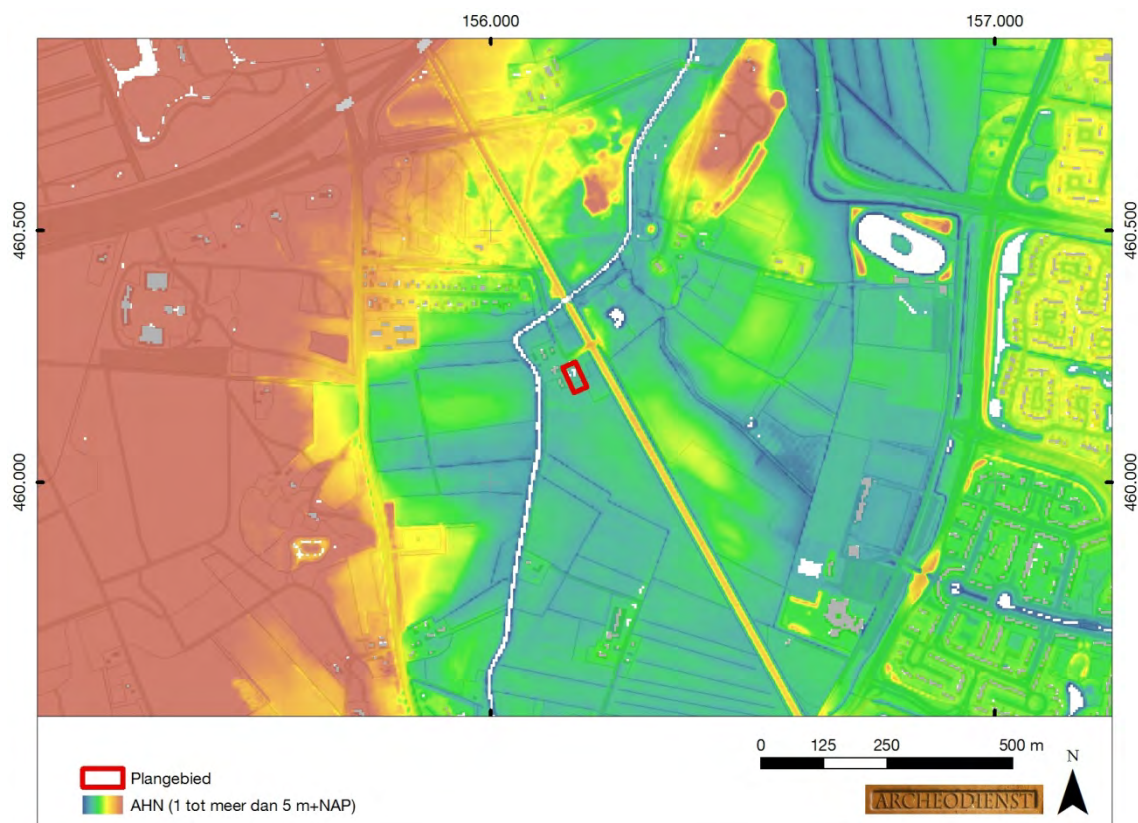 156.000
157.000
460.500
460.500
460.000
460.000
0 125 250 500 m
N
Plangebied
AHN (1 tot meer dan 5 m+NAP)
ARCHEODIENST